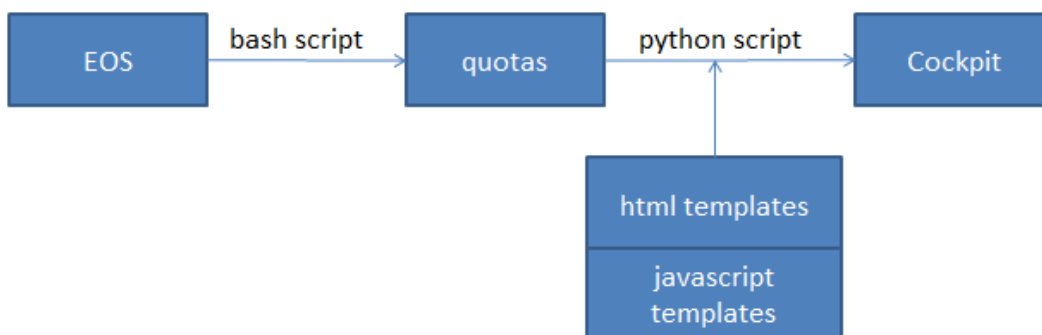 bash script
python script
EOS
quotas
Cockpit
html templates
javascript
templates